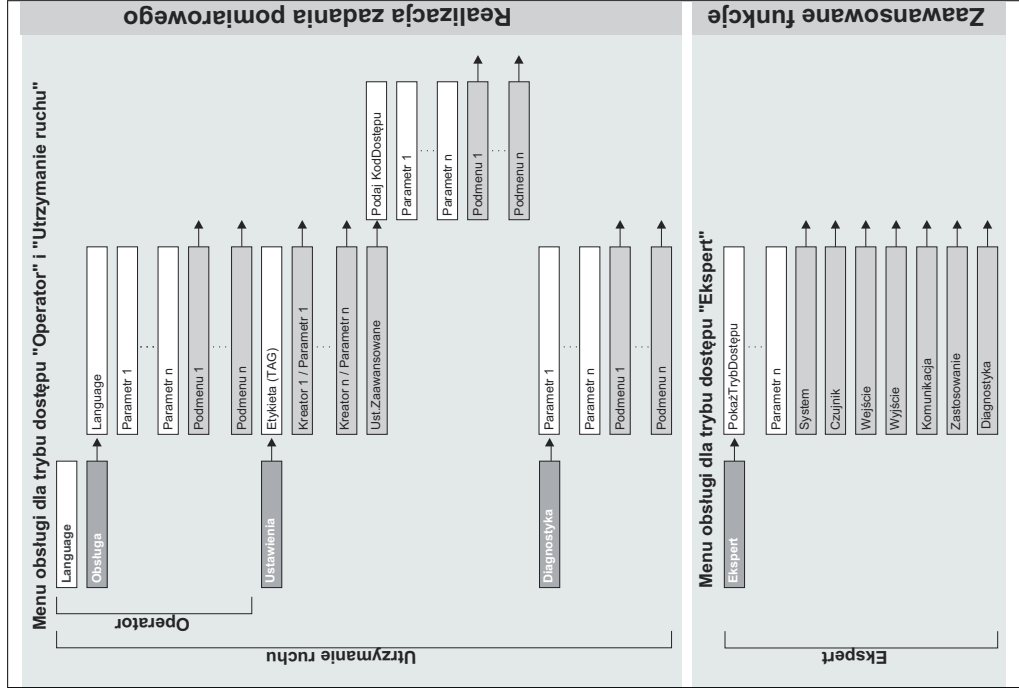 Menu obsługi dla trybu dostępu "Operator" i "Utrzymanie ruchu"
Language
Obsługa
Language
Parametr 1
Parametr n
Podmenu 1
Podmenu n
Ustawienia
Etykieta (TAG)
Kreator 1 / Parametr 1
Kreator n / Parametr n
Ust.Zaawansowane
Podaj KodDostępu
Parametr 1
Parametr n
Podmenu 1
Podmenu n
Diagnostyka
Parametr 1
Parametr n
Podmenu 1
Podmenu n
Operator
Utrzymanie ruchu
Realizacja zadania pomiarowego
Menu obsługi dla trybu dostępu "Ekspert"
Ekspert
PokażTrybDostępu
Parametr n
System
Czujnik
Wejście
Wyjście
Komunikacja
Zastosowanie
Diagnostyka
Ekspert
Zaawansowane funkcje